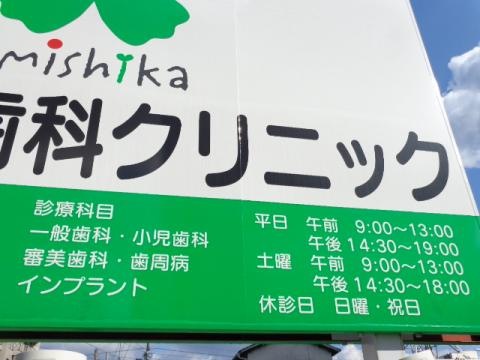 mishika
歯科クリニック
診療科目
一般歯科・小児歯科
審美歯科・歯周病
インプラント
平日 午前 9:00～13:00
午後 14:30～19:00
土曜 午前 9:00～13:00
午後 14:30～18:00
休診日 日曜・祝日